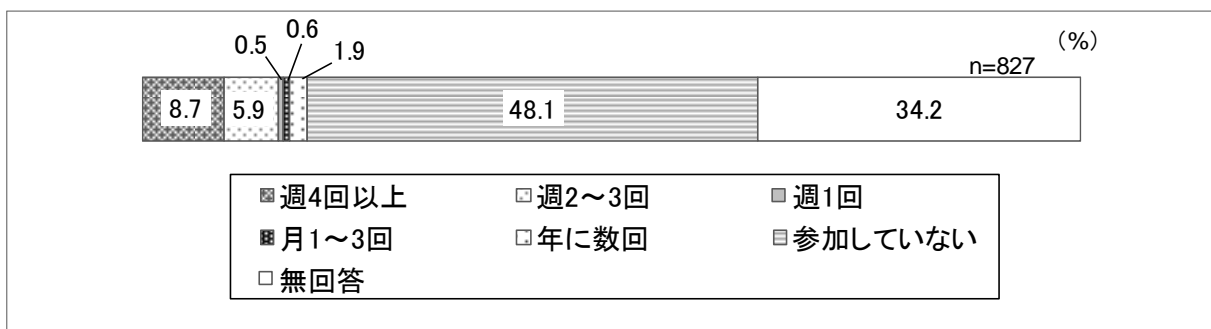 0.5 0.6 1.9 (%)
n=827
8.7 5.9 48.1 34.2
週4回以上 週2～3回 週1回
月1～3回 年に数回 参加していない
無回答